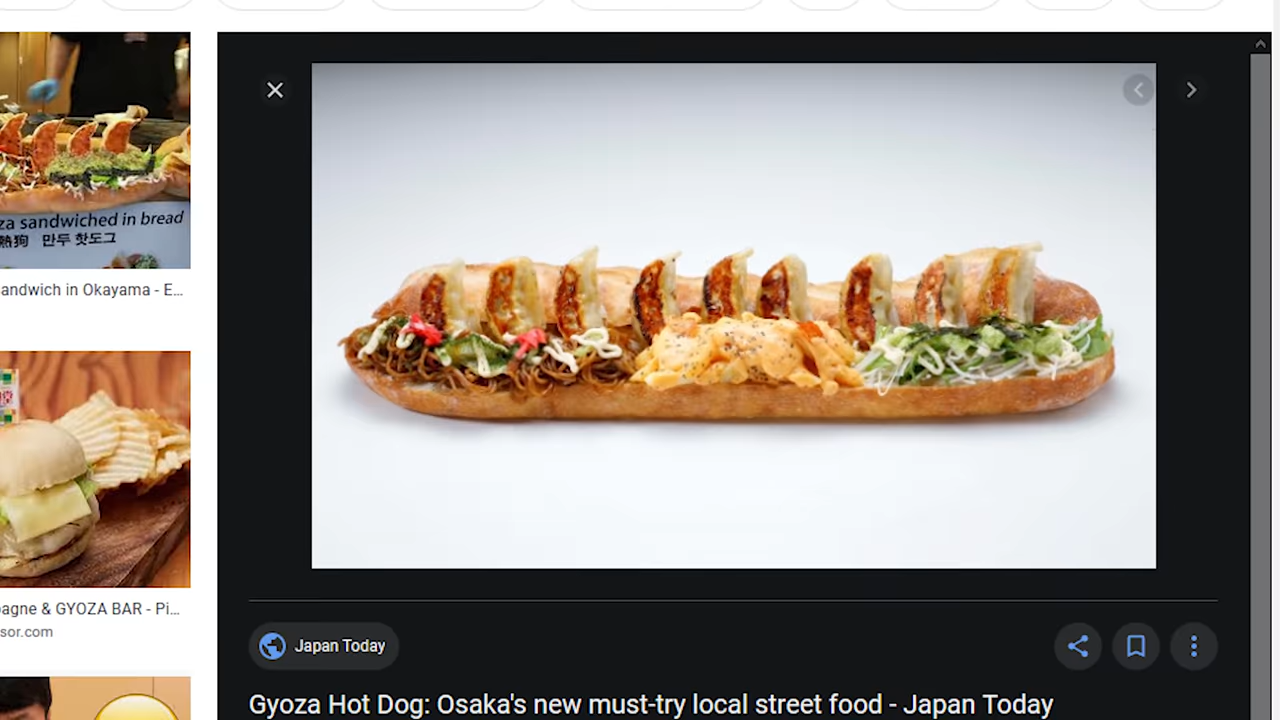 za sandwiched in bread
熱狗 만두 핫도그
andwich in Okayama - E...
pagne & GYOZA BAR - Pi...
sor.com
Japan Today
Gyoza Hot Dog: Osaka's new must-try local street food - Japan Today